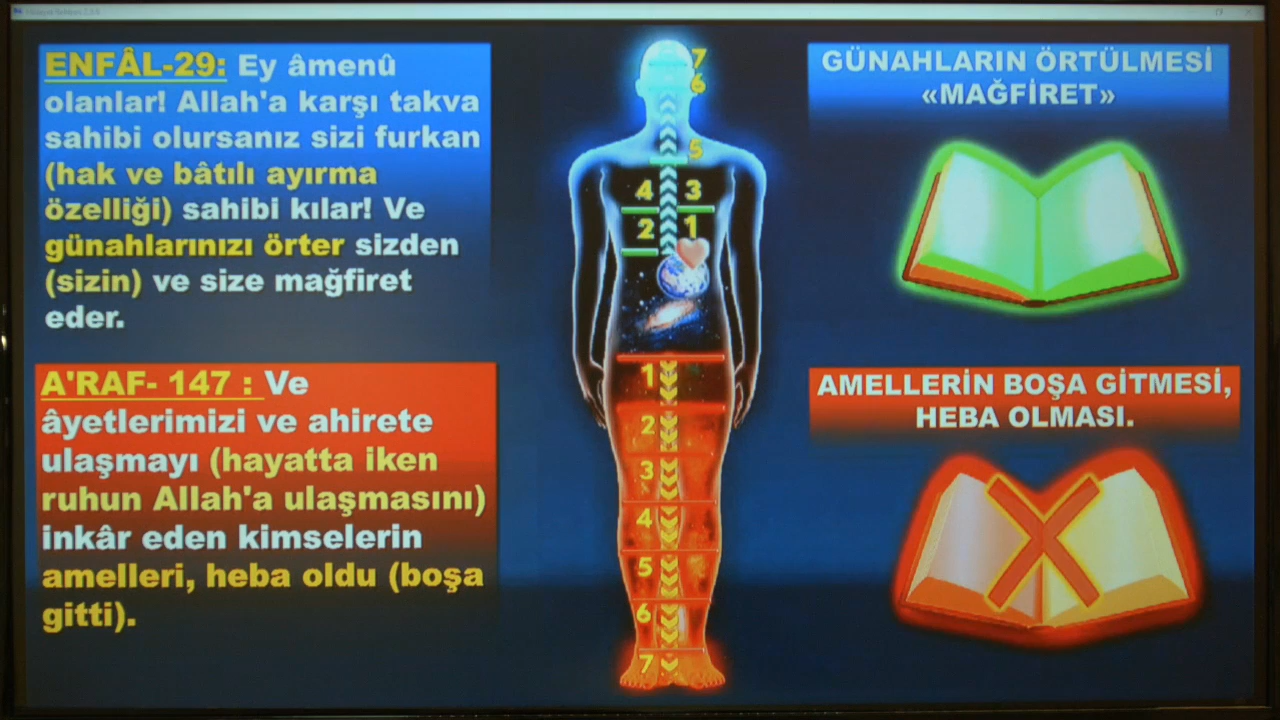 ENFÂL-29: Ey âmenû
olanlar! Allah'a karşı takva
sahibi olursanız sizi furkan
(hak ve bâtılı ayırma
özelliği) sahibi kılar! Ve
günahlarınızı örter sizden
(sizin) ve size mağfiret
eder.
A'RAF- 147 : Ve
âyetlerimizi ve ahirete
ulaşmayı (hayatta iken
ruhun Allah'a ulaşmasını)
inkâr eden kimselerin
amelleri, heba oldu (boşa
gitti).
7
6
5
4 3
2 1
1
2
3
4
5
6
7
GÜNAHLARIN ÖRTÜLMESİ
«MAĞFİRET»
AMELLERİN BOŞA GİTMESİ,
HEBA OLMASI.